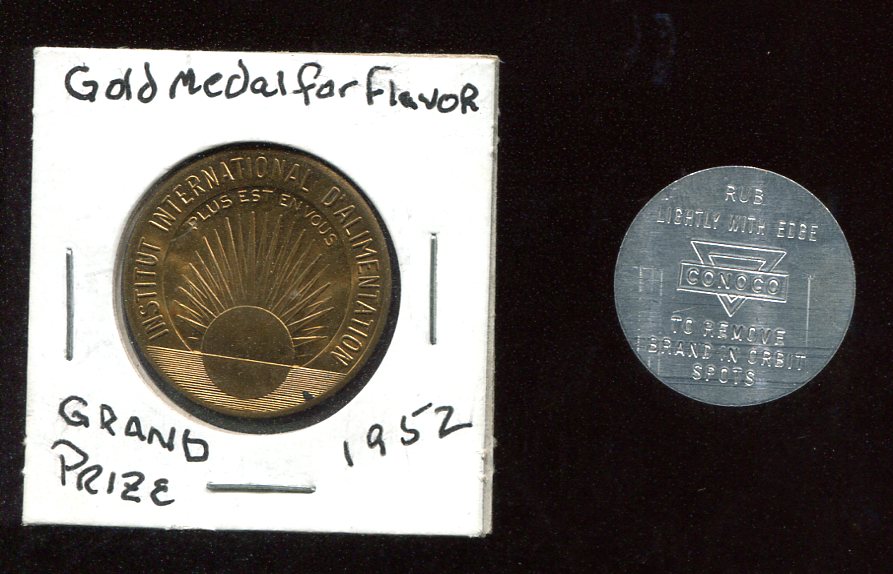 Gold Medal for Flavor
INSTITUT INTERNATIONAL D'ALIMENTATION
PLUS EST EN VOUS
GRAND
PRIZE
1952
RUB
LIGHTLY WITH EDGE
CONOCO
TO REMOVE
BRAND IN ORBIT
SPOTS